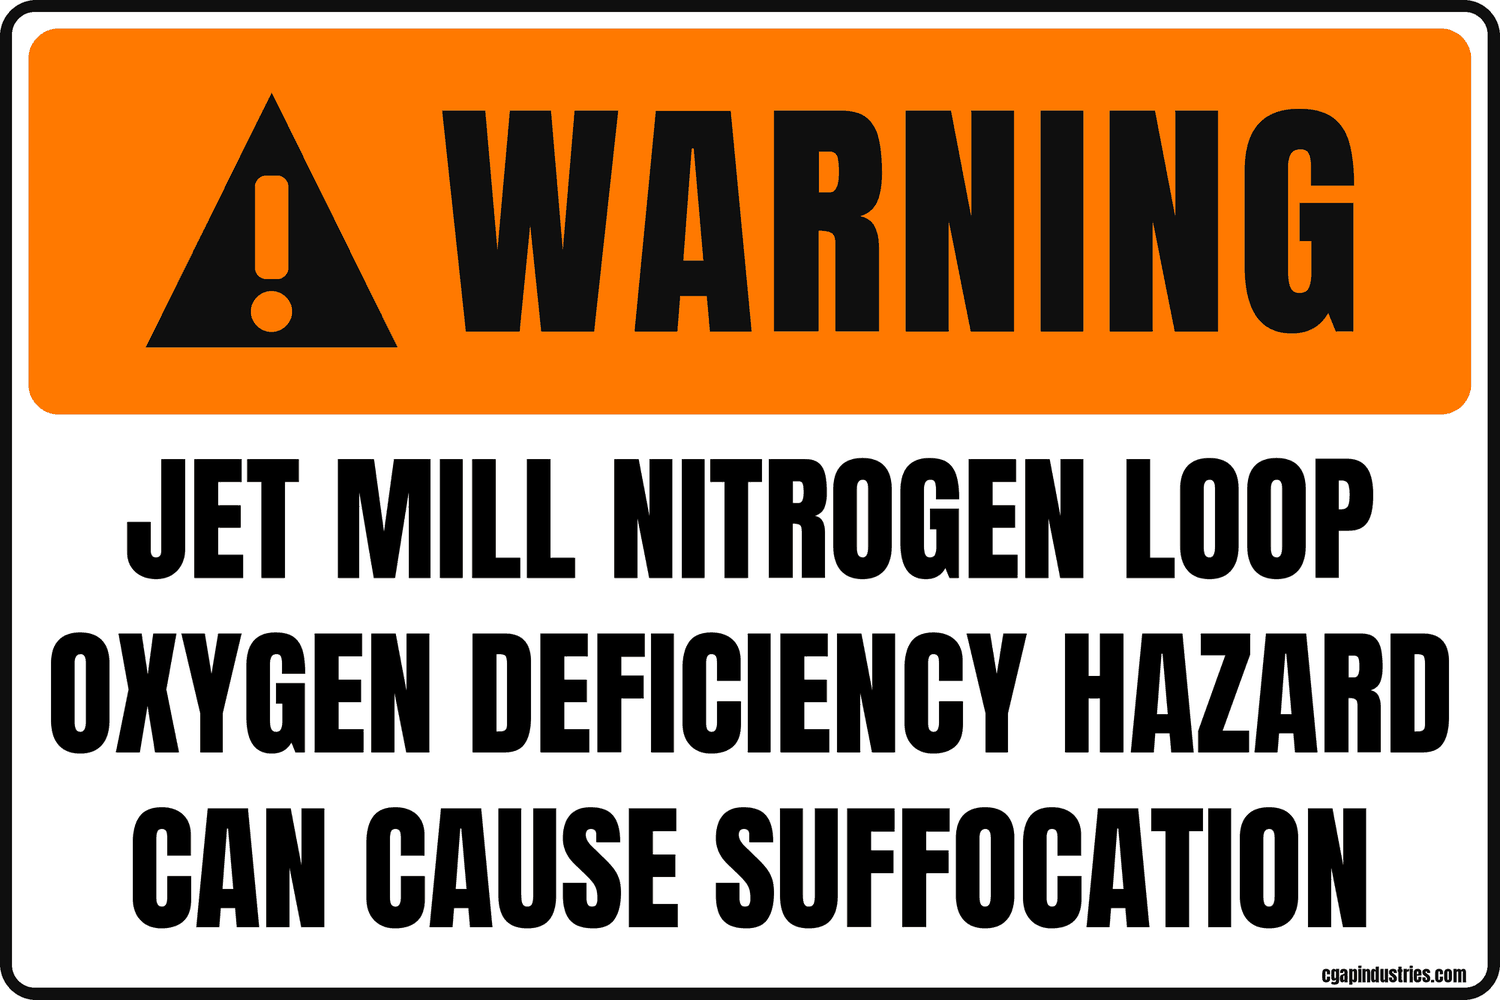 WARNING
JET MILL NITROGEN LOOP
OXYGEN DEFICIENCY HAZARD
CAN CAUSE SUFFOCATION
cgapindustries.com